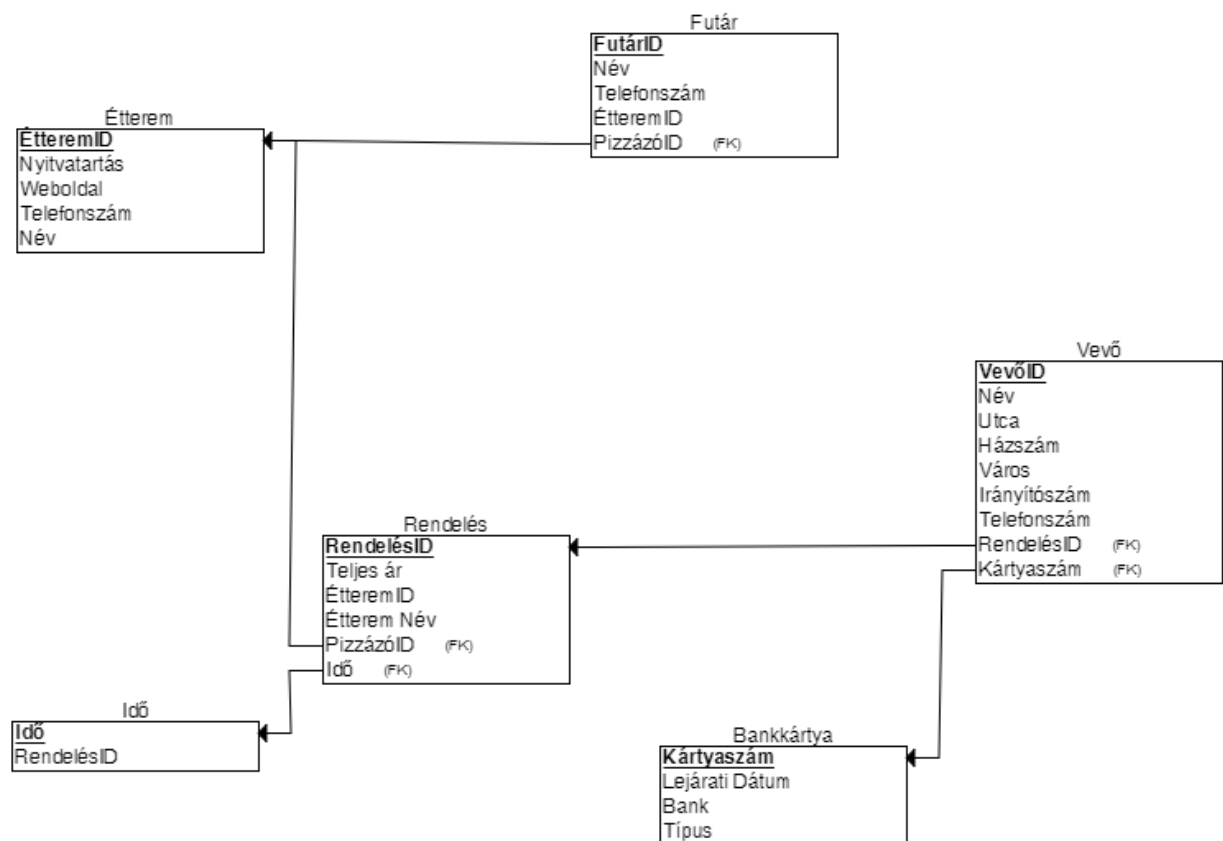 Futár
FutárID
Név
Telefonszám
ÉtteremID
PizzázóID (FK)
Étterem
ÉtteremID
Nyitvatartás
Weboldal
Telefonszám
Név
Vevő
VevőID
Név
Utca
Házszám
Város
Irányítószám
Telefonszám
RendelésID (FK)
Kártyaszám (FK)
Rendelés
RendelésID
Teljes ár
ÉtteremID
Étterem Név
PizzázóID (FK)
Idő (FK)
Idő
Idő
RendelésID
Bankkártya
Kártyaszám
Lejárati Dátum
Bank
Típus